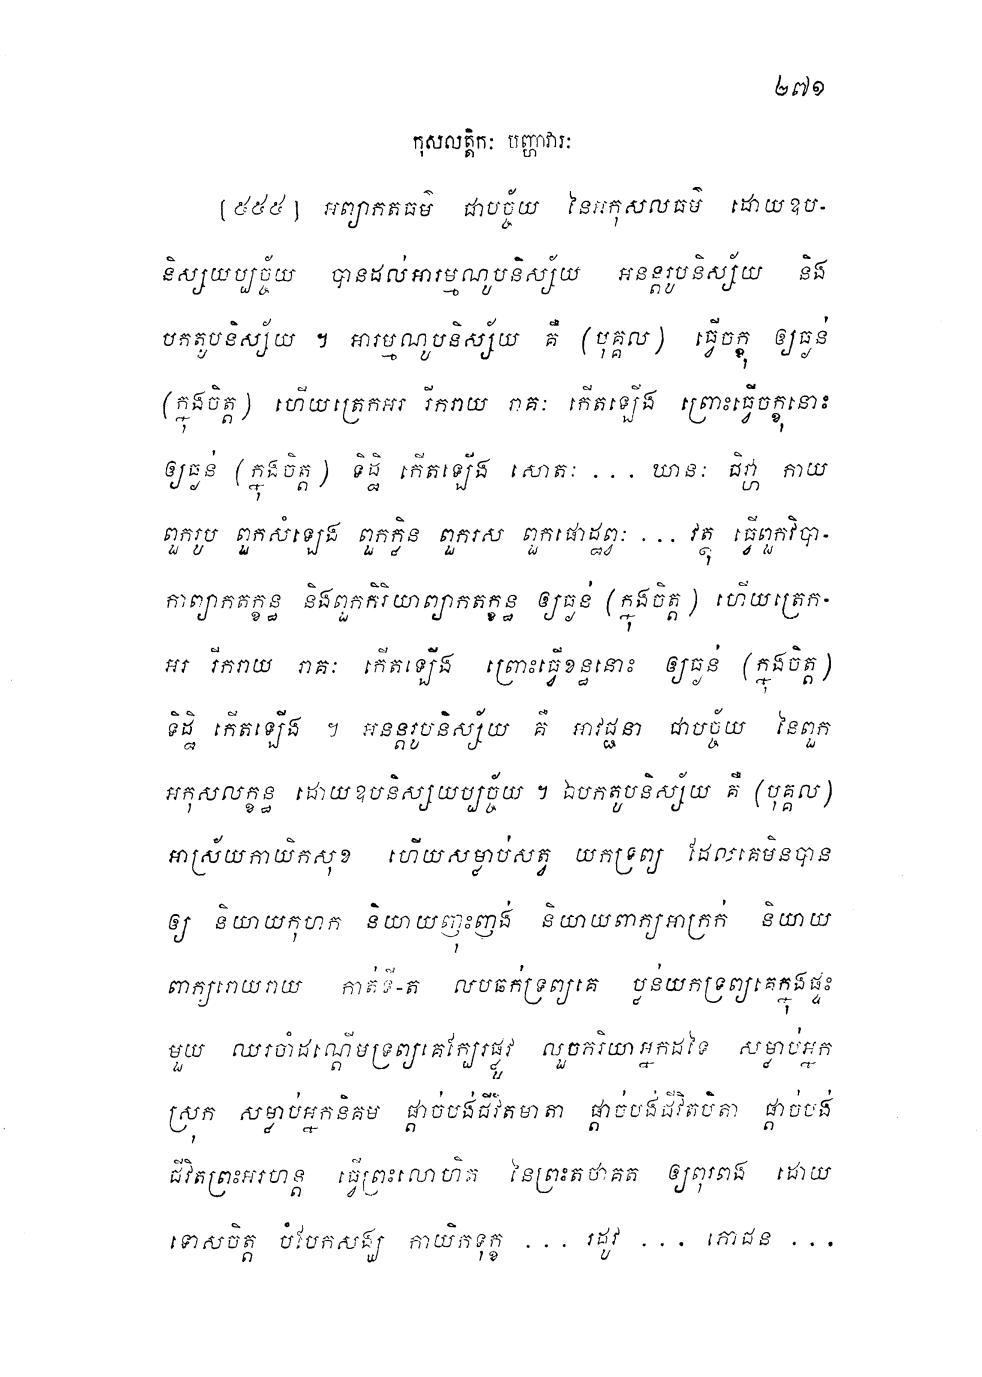 ២៧១
កុសលត្តិកៈ បញ្ហាវារៈ
[៥៥៥] អព្យាកតធម៌ ជាបច្ច័យ នៃអកុសលធម៌ ដោយឧប-
និស្សយប្បច្ច័យ បានដល់អារម្មណូបនិស្ស័យ អនន្តរូបនិស្ស័យ និង
បកតូបនិស្ស័យ ។ អារម្មណូបនិស្ស័យ គឺ (បុគ្គល) ធ្វើចក្ខុ ឲ្យធ្ងន់
(ក្នុងចិត្ត) ហើយត្រេកអរ រីករាយ រាគៈ កើតឡើង ព្រោះធ្វើចក្ខុនោះ
ឲ្យធ្ងន់ (ក្នុងចិត្ត) ទិដ្ឋិ កើតឡើង សោតៈ ... ឃានៈ ជិវ្ហា កាយ
ពួករូប ពួកសំឡេង ពួកក្លិន ពួករស ពួកផោដ្ឋព្វៈ ... វត្ថុ ធ្វើពួកវិបា-
កាព្យាកតក្ខន្ធ និងពួកកិរិយាព្យាកតក្ខន្ធ ឲ្យធ្ងន់ (ក្នុងចិត្ត) ហើយត្រេក-
អរ រីករាយ រាគៈ កើតឡើង ព្រោះធ្វើខន្ធនោះ ឲ្យធ្ងន់ (ក្នុងចិត្ត)
ទិដ្ឋិ កើតឡើង ។ អនន្តរូបនិស្ស័យ គឺ អាវជ្ជនា ជាបច្ច័យ នៃពួក
អកុសលក្ខន្ធ ដោយឧបនិស្សយប្បច្ច័យ ។ ឯបកតូបនិស្ស័យ គឺ (បុគ្គល)
អាស្រ័យកាយិកសុខ ហើយសម្លាប់សត្វ យកទ្រព្យ ដែលគេមិនបាន
ឲ្យ និយាយកុហក និយាយញុះញង់ និយាយពាក្យអាក្រក់ និយាយ
ពាក្យរោយរាយ កាត់ទី-ត លបឆក់ទ្រព្យគេ ប្លន់យកទ្រព្យគេក្នុងផ្ទះ
មួយ ឈរចាំដណ្តើមទ្រព្យគេក្បែរផ្លូវ លួចភរិយាអ្នកដទៃ សម្លាប់អ្នក
ស្រុក សម្លាប់អ្នកនិគម ផ្តាច់បង់ជីវិតមាតា ផ្តាច់បង់ជីវិតបិតា ផ្តាច់បង់
ជីវិតព្រះអរហន្ត ធ្វើព្រះលោហិត នៃព្រះតថាគត ឲ្យពុរពង ដោយ
ទោសចិត្ត បំបែកសង្ឃ កាយិកទុក្ខ ... រដូវ ... ភោជន ...